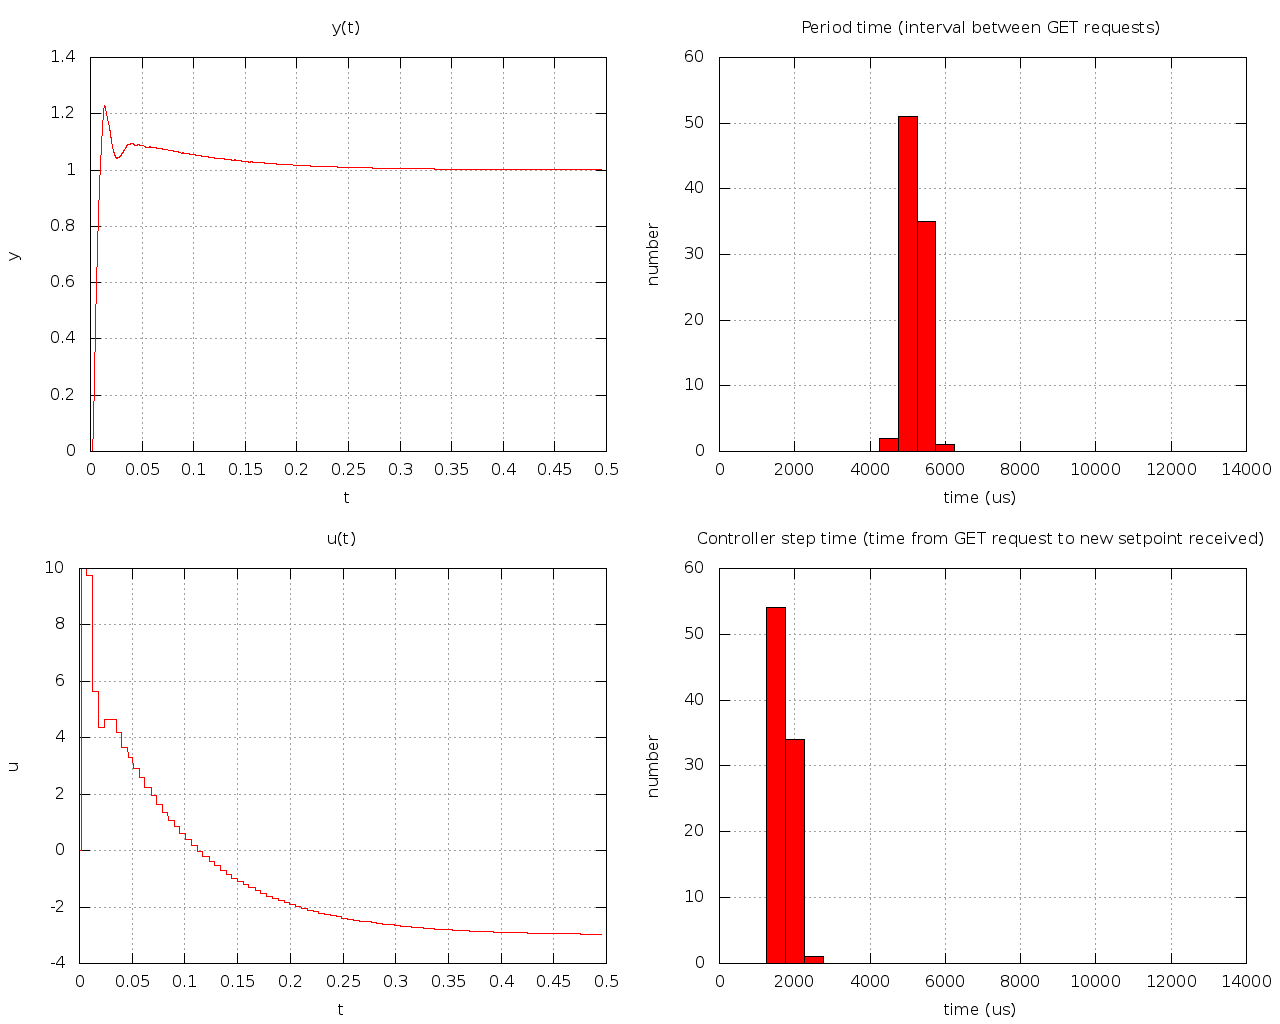 y(t)
1.4
1.2
1
0.8
0.6
0.4
0.2
0
y
0 0.05 0.1 0.15 0.2 0.25 0.3 0.35 0.4 0.45 0.5
t
Period time (interval between GET requests)
60
50
40
30
20
10
0
number
0 2000 4000 6000 8000 10000 12000 14000
time (us)
u(t)
10
8
6
4
2
0
-2
-4
u
0 0.05 0.1 0.15 0.2 0.25 0.3 0.35 0.4 0.45 0.5
t
Controller step time (time from GET request to new setpoint received)
60
50
40
30
20
10
0
number
0 2000 4000 6000 8000 10000 12000 14000
time (us)